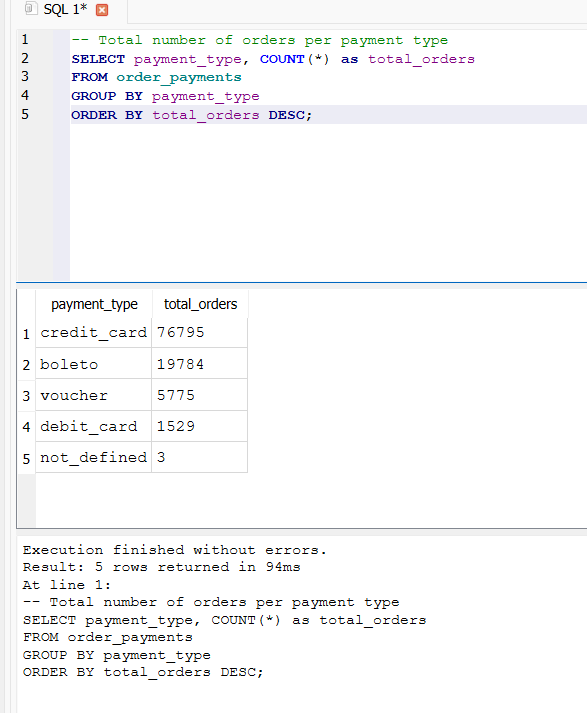 SQL 1*
1 -- Total number of orders per payment type
2 SELECT payment_type, COUNT(*) as total_orders
3 FROM order_payments
4 GROUP BY payment_type
5 ORDER BY total_orders DESC;
payment_type total_orders
1 credit_card 76795
2 boleto 19784
3 voucher 5775
4 debit_card 1529
5 not_defined 3
Execution finished without errors.
Result: 5 rows returned in 94ms
At line 1:
-- Total number of orders per payment type
SELECT payment_type, COUNT(*) as total_orders
FROM order_payments
GROUP BY payment_type
ORDER BY total_orders DESC;